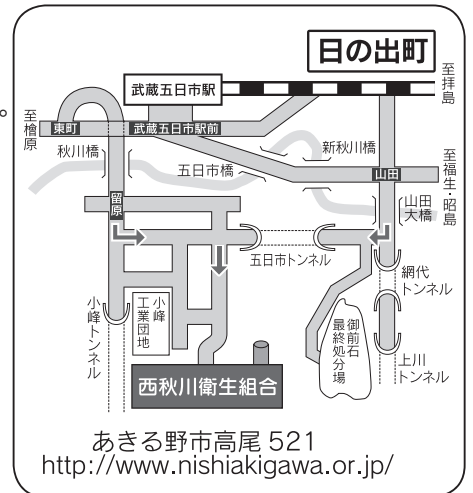 日の出町
武蔵五日市駅
至拝島
至檜原
東町
武蔵五日市駅前
秋川橋
五日市橋
新秋川橋
山田
至福生・昭島
留原
山田大橋
五日市トンネル
網代トンネル
小峰トンネル
小峰工業団地
御前石最終処分場
上川トンネル
西秋川衛生組合
あきる野市高尾 521
http://www.nishiakigawa.or.jp/